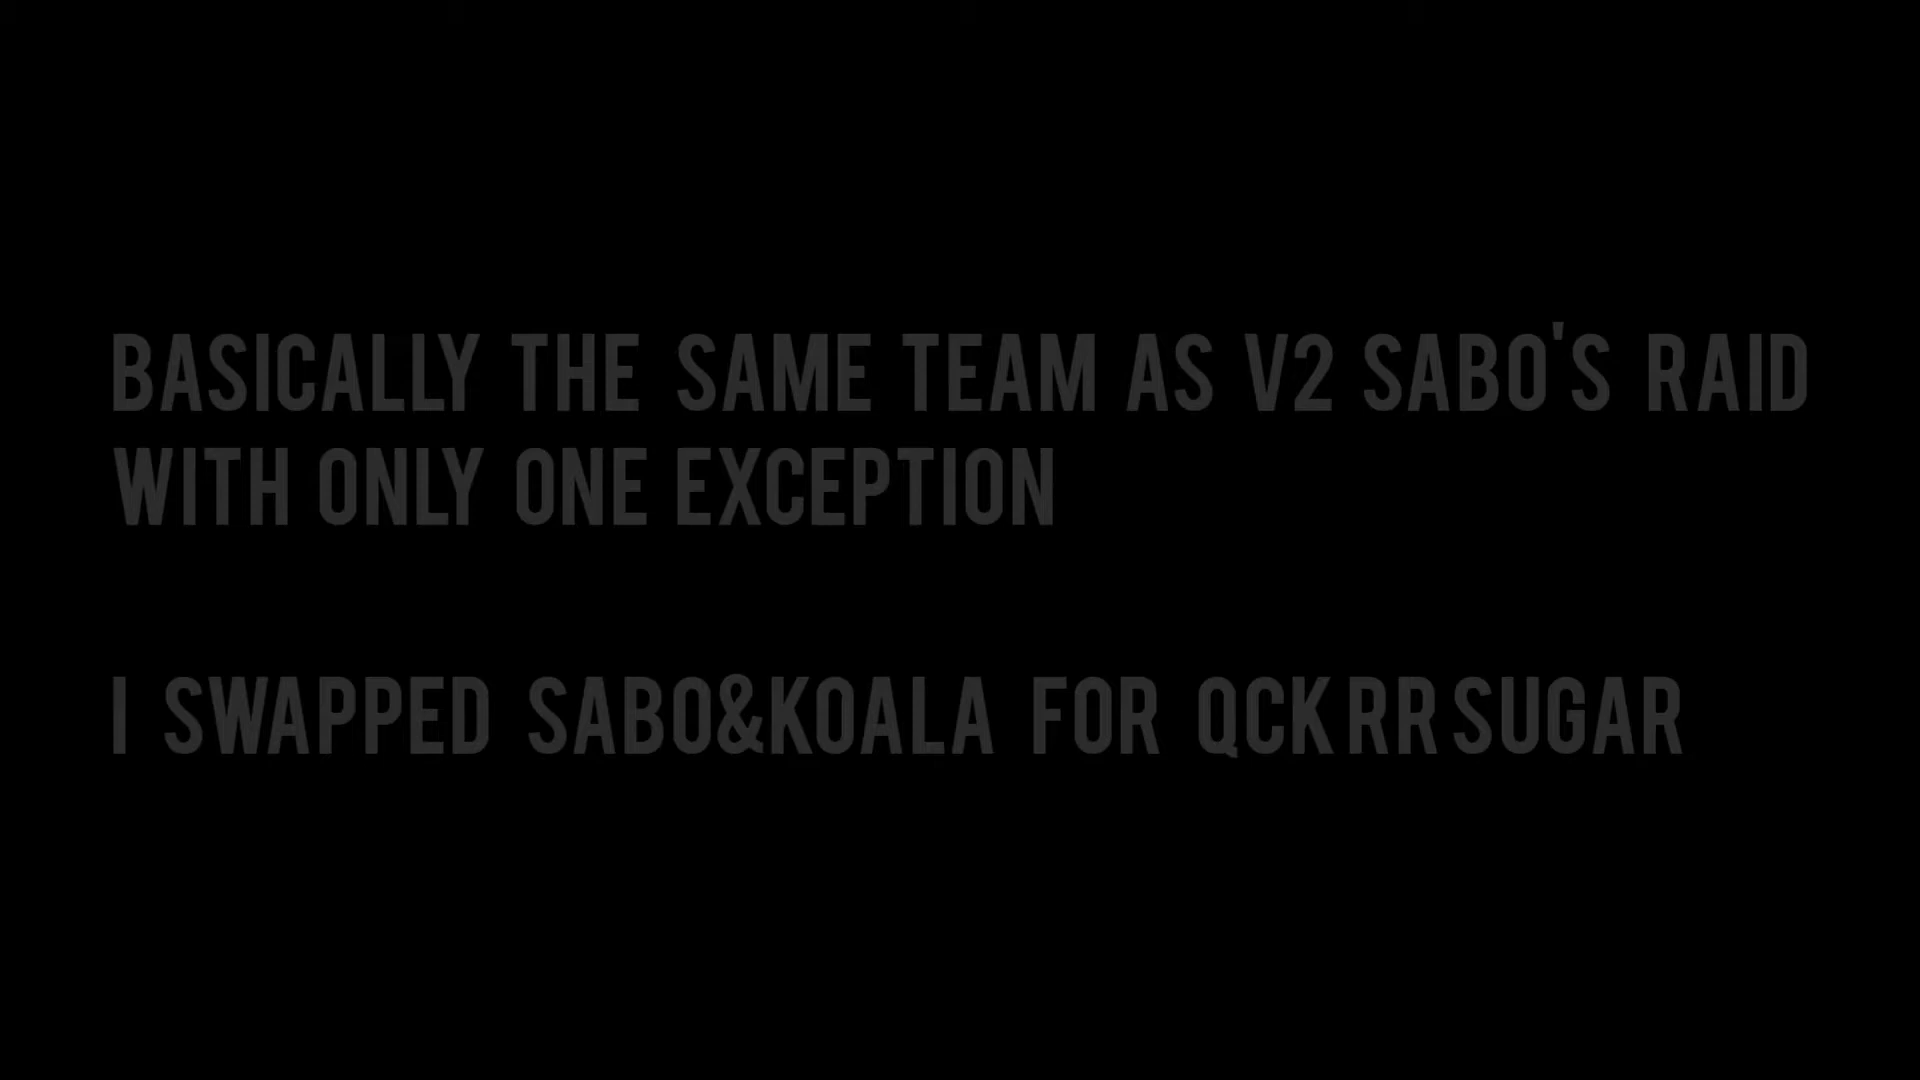 BASICALLY THE SAME TEAM AS V2 SABO'S RAID
WITH ONLY ONE EXCEPTION
I SWAPPED SABO&KOALA FOR QCK RR SUGAR